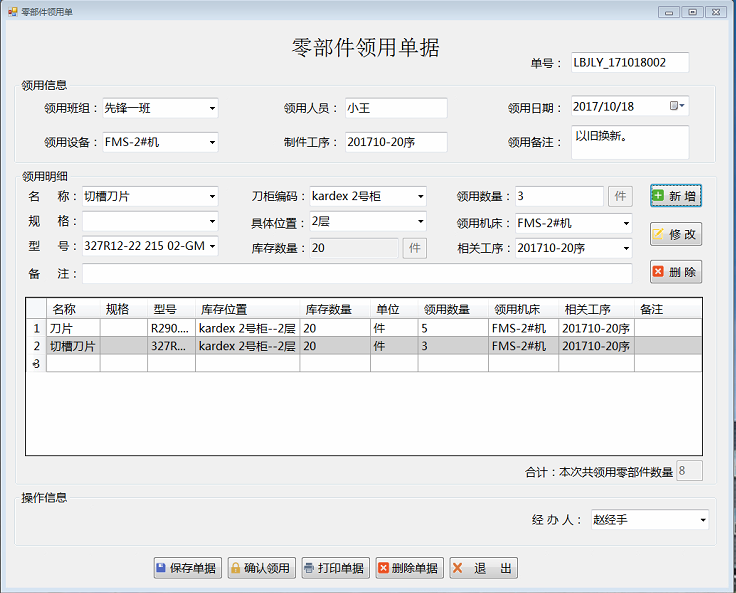 零部件领用单
零部件领用单据
单号： LBJLY_171018002
领用信息
领用班组： 先锋一班 领用人员： 小王 领用日期： 2017/10/18
领用设备： FMS-2#机 制件工序： 201710-20序 领用备注： 以旧换新。
领用明细
名 称： 切槽刀片 刀柜编码： kardex 2号柜 领用数量： 3 件 新 增
规 格： 具体位置： 2层 领用机床： FMS-2#机 修 改
型 号： 327R12-22 215 02-GM 库存数量： 20 件 相关工序： 201710-20序
备 注： 删 除
名称 规格 型号 库存位置 库存数量 单位 领用数量 领用机床 相关工序 备注
1 刀片 R290.... kardex 2号柜--2层 20 件 5 FMS-2#机 201710-20序
2 切槽刀片 327R... kardex 2号柜--2层 20 件 3 FMS-2#机 201710-20序
3
合计：本次共领用零部件数量 8
操作信息
经 办 人： 赵经手
保存单据 确认领用 打印单据 删除单据 退 出